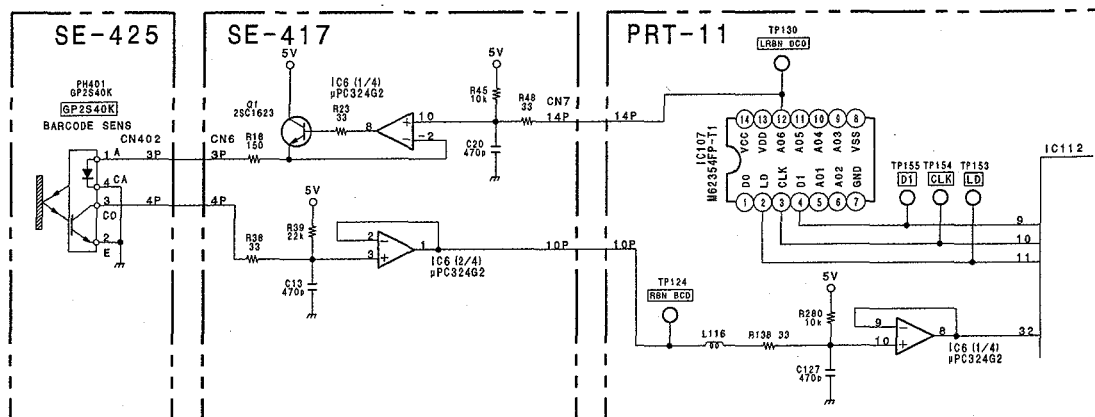 SE-425
SE-417
PRT-11
PH401
GP2S40K
GP2S40K
BARCODE SENS
CN402
1 A
3P
4 CA
3 CO
4P
2 E
CN6
3P
4P
5V
Q1
2SC1623
R18
150
R23
33
IC6 (1/4)
μPC324G2
8
+ 10
- 2
5V
R45
10k
R48
33
CN7
14P
14P
C20
470p
5V
R39
22k
R38
33
C13
470p
2 -
3 +
1
IC6 (2/4)
μPC324G2
10P
10P
TP130
LRBN DCD
IC107
M62354FP-T1
14 13 12 11 10 9 8
VCC VDD A06 A05 A04 A03 VSS
D0 LD CLK D1 A01 A02 GND
1 2 3 4 5 6 7
TP155
D1
TP154
CLK
TP153
LD
IC112
9
10
11
TP124
RBN BCD
L116
R138 33
5V
R280
10k
C127
470p
9 -
10 +
8
IC6 (1/4)
μPC324G2
32